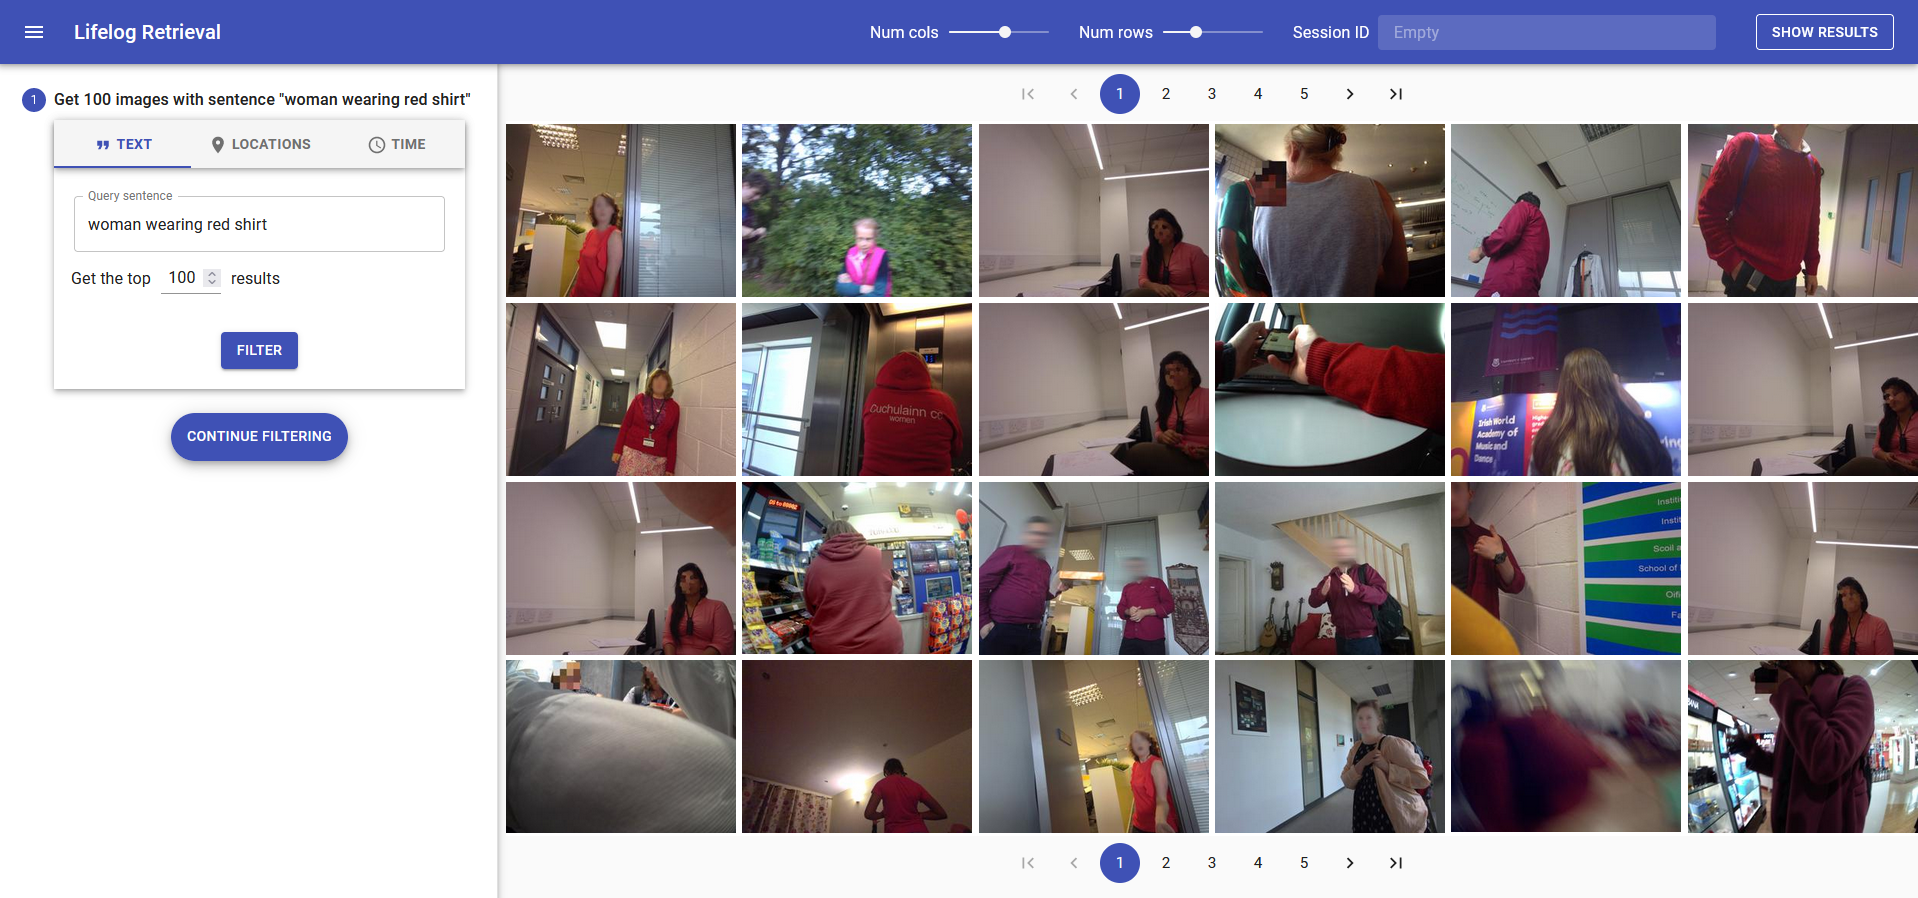 Lifelog Retrieval
Num cols
Num rows
Session ID
Empty
SHOW RESULTS
1
Get 100 images with sentence "woman wearing red shirt"
TEXT
LOCATIONS
TIME
Query sentence
woman wearing red shirt
Get the top 100 results
FILTER
CONTINUE FILTERING
1 2 3 4 5
Cuchulainn CC
women
Irish World
Academy of
Music and
Dance
Instit
Insti
Scoil a
School of
Oifi
Fa
1 2 3 4 5